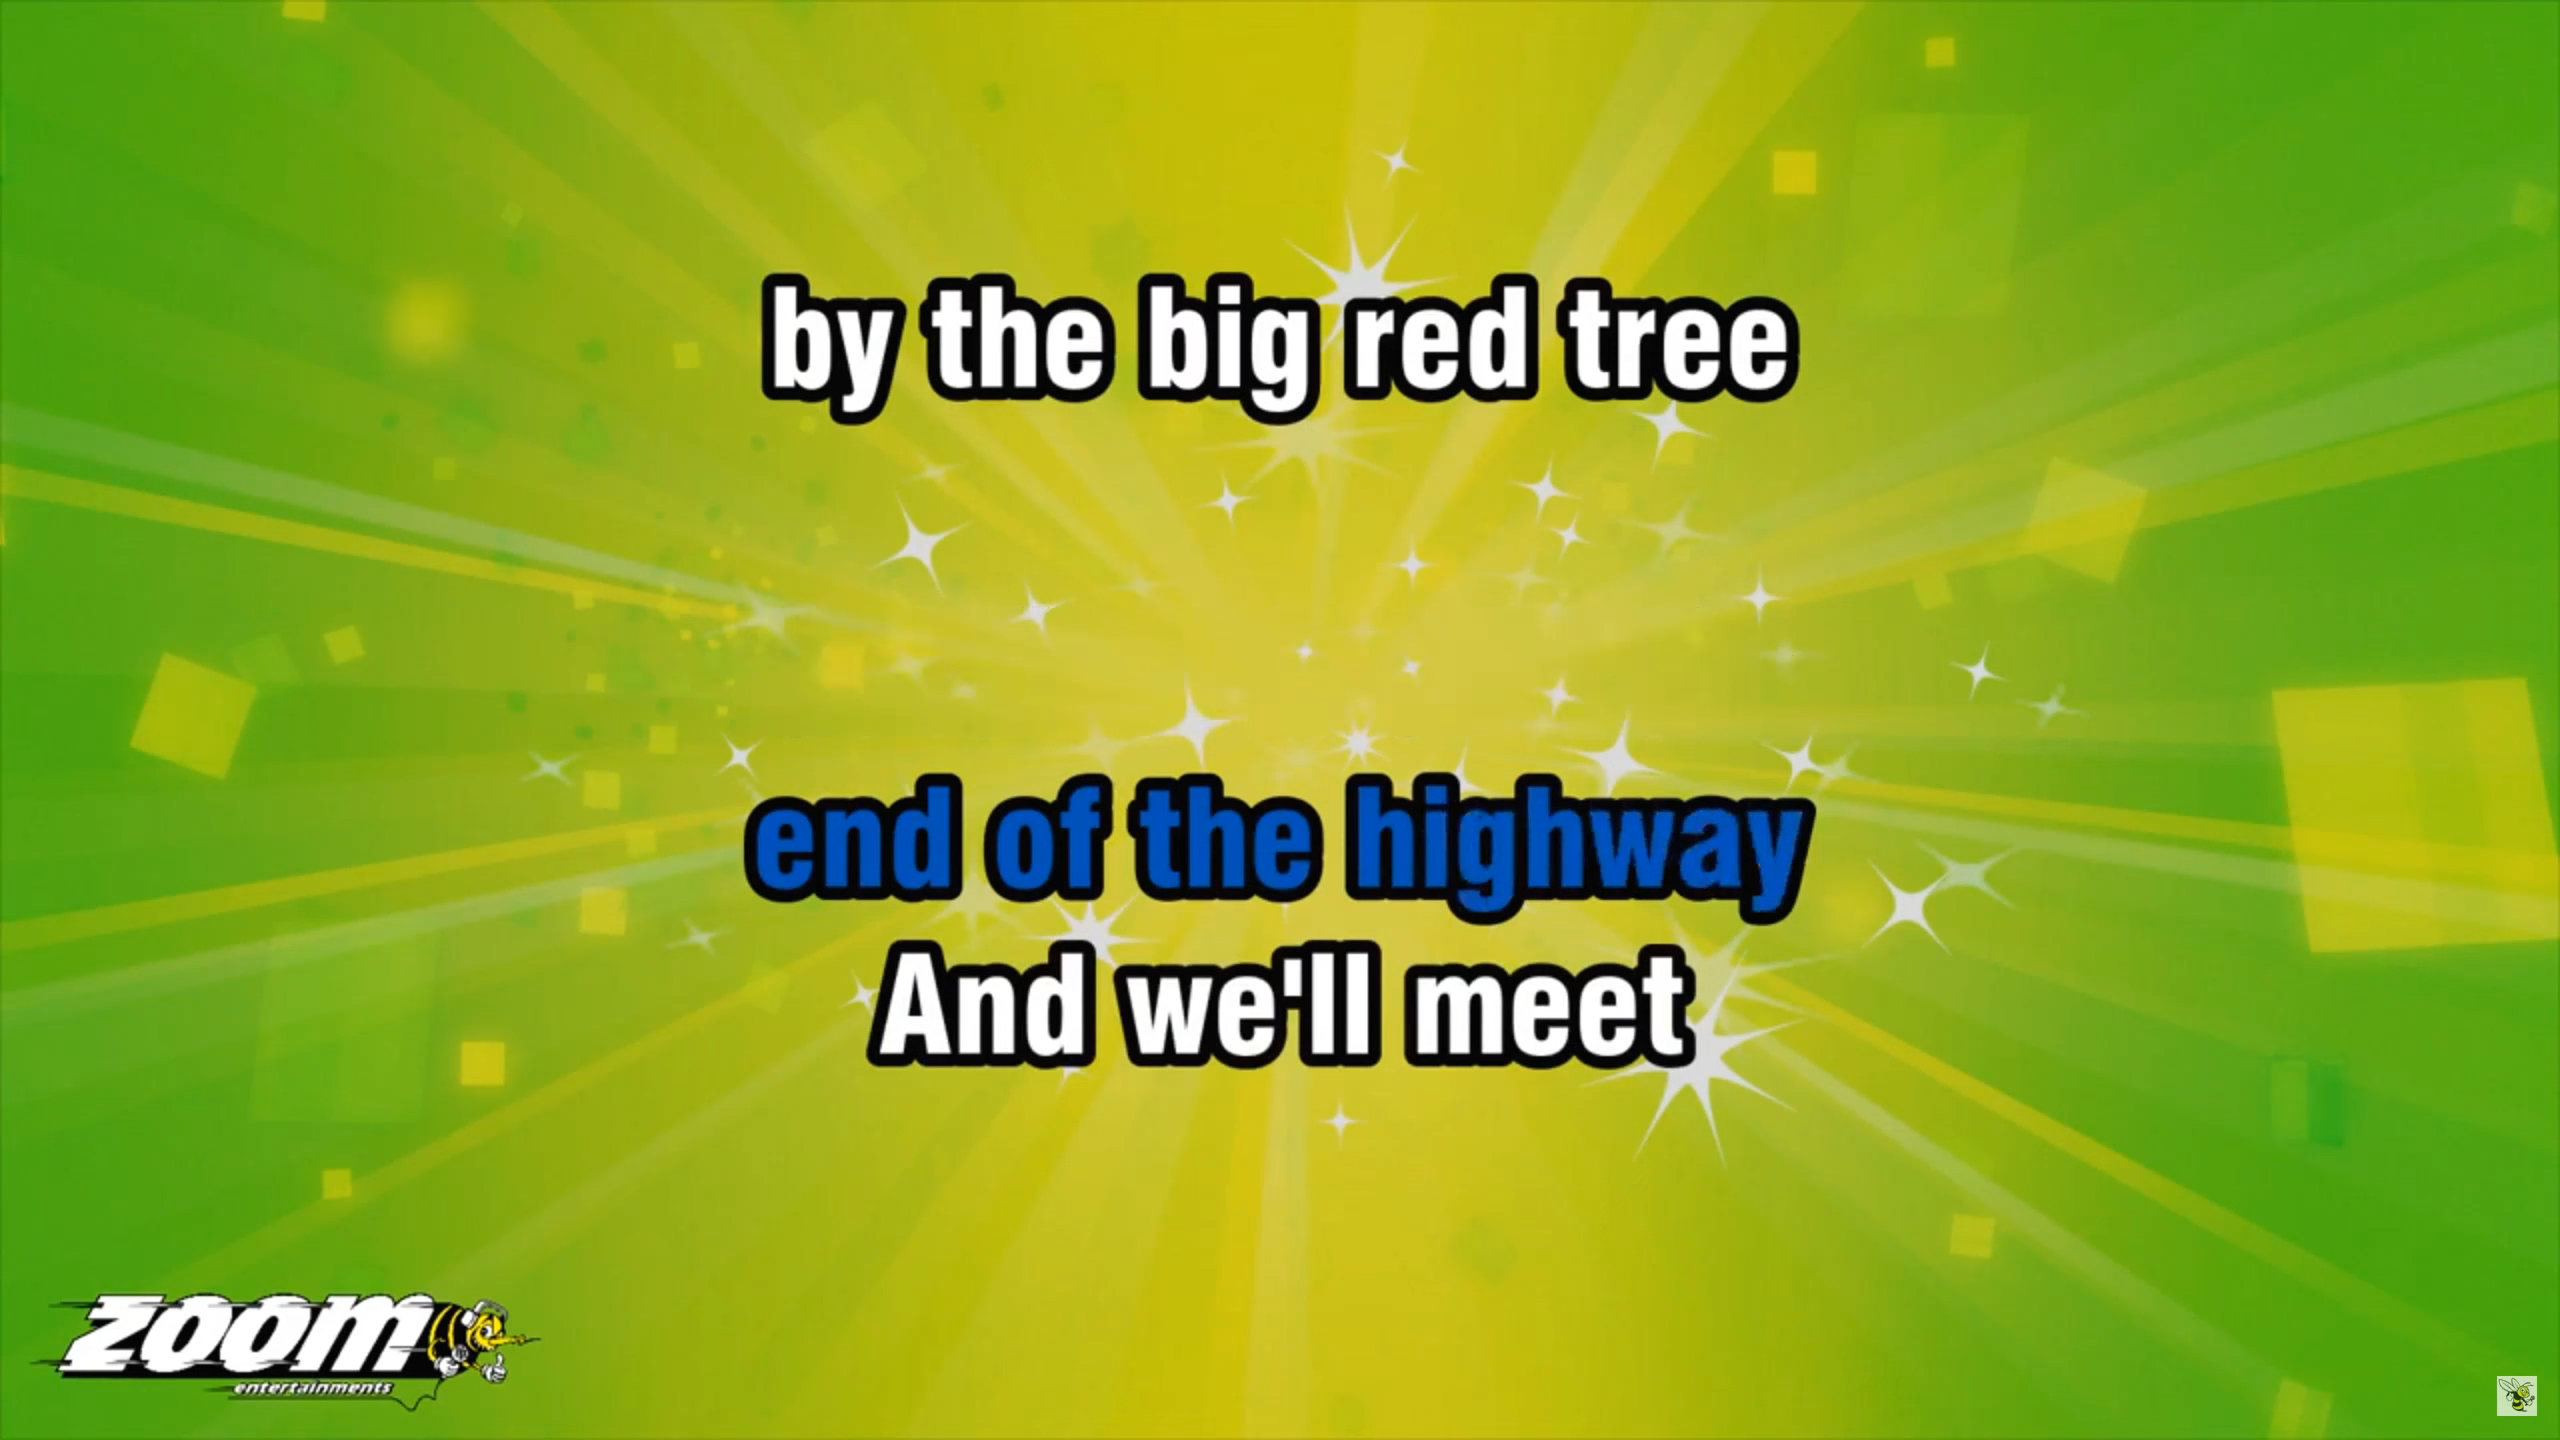 by the big red tree
end of the highway
And we'll meet
zoom
entertainments